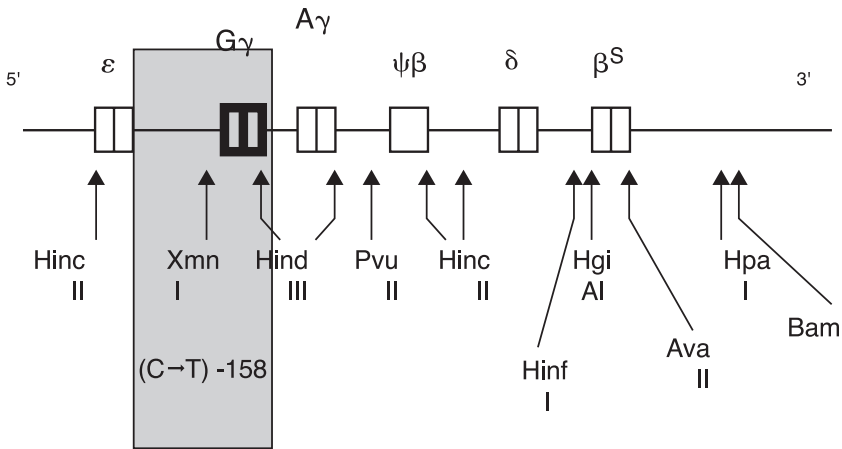 Aγ
Gγ
ε ψβ δ βS
5' 3'
Hinc Xmn Hind Pvu Hinc Hgi Hpa
II I III II II AI I
Bam
Ava
(C→T) -158 Hinf II
I